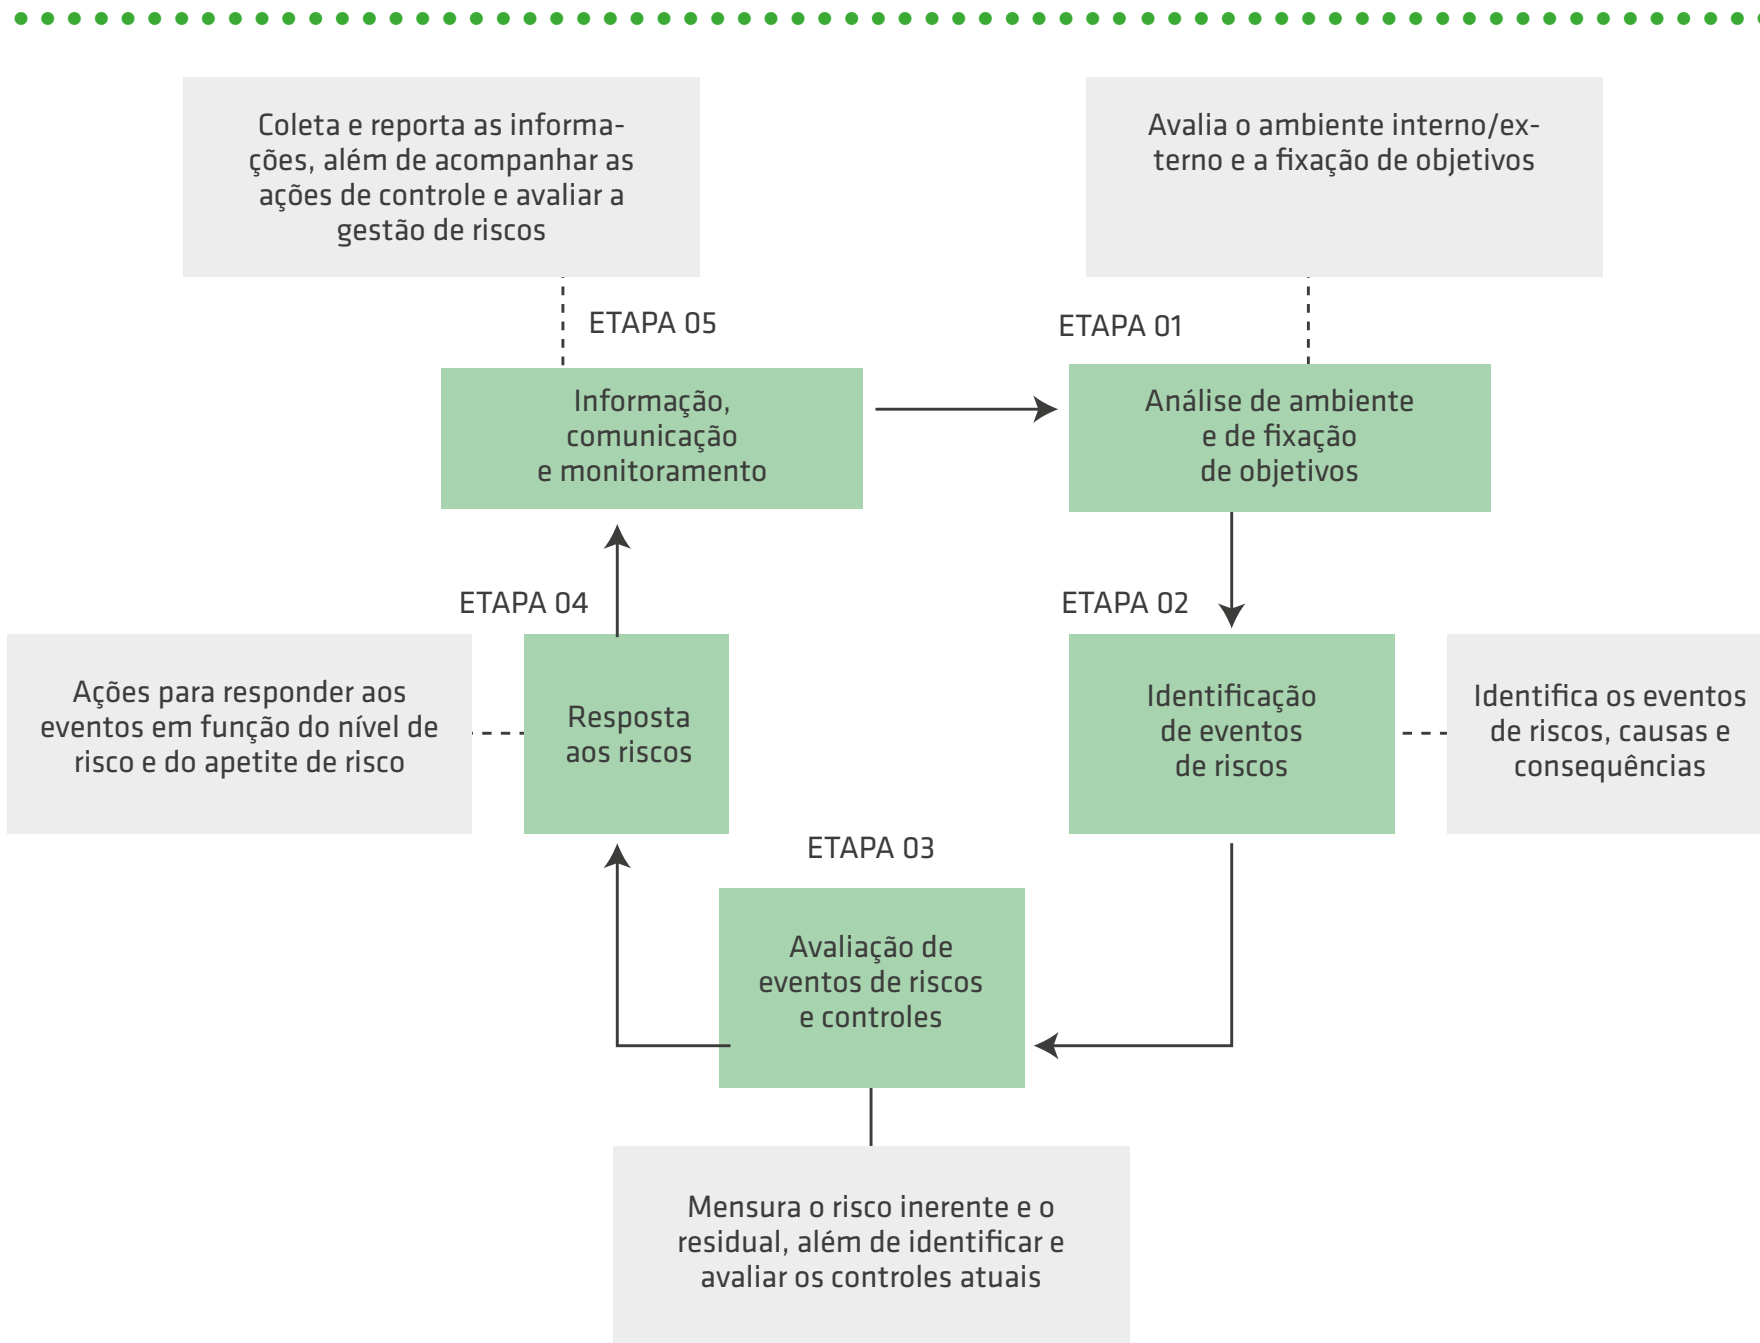 Coleta e reporta as informa-
ções, além de acompanhar as
ações de controle e avaliar a
gestão de riscos
Avalia o ambiente interno/ex-
terno e a fixação de objetivos
ETAPA 05
ETAPA 01
Informação,
comunicação
e monitoramento
Análise de ambiente
e de fixação
de objetivos
ETAPA 04
ETAPA 02
Ações para responder aos
eventos em função do nível de
risco e do apetite de risco
Resposta
aos riscos
Identificação
de eventos
de riscos
Identifica os eventos
de riscos, causas e
consequências
ETAPA 03
Avaliação de
eventos de riscos
e controles
Mensura o risco inerente e o
residual, além de identificar e
avaliar os controles atuais